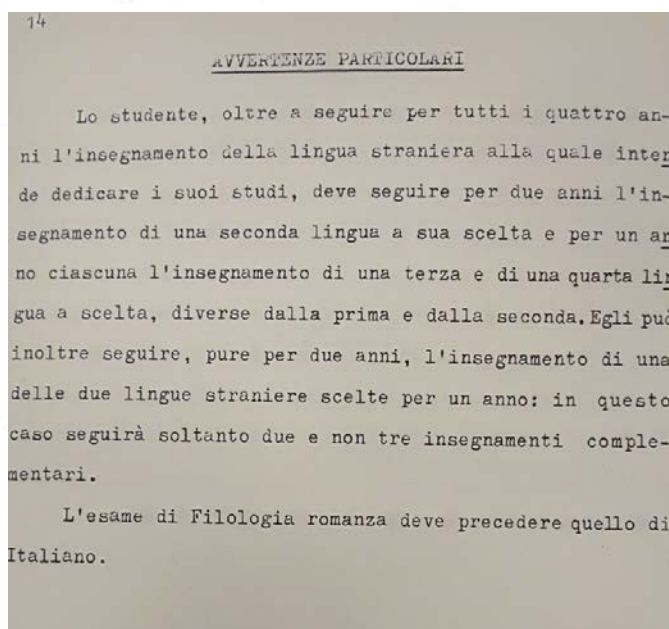 14
AVVERTENZE PARTICOLARI
Lo studente, oltre a seguire per tutti i quattro an-
ni l'insegnamento della lingua straniera alla quale inten
de dedicare i suoi studi, deve seguire per due anni l'in-
segnamento di una seconda lingua a sua scelta e per un an
no ciascuna l'insegnamento di una terza e di una quarta lin
gua a scelta, diverse dalla prima e dalla seconda. Egli può
inoltre seguire, pure per due anni, l'insegnamento di una
delle due lingue straniere scelte per un anno: in questo
caso seguirà soltanto due e non tre insegnamenti comple-
mentari.
L'esame di Filologia romanza deve precedere quello di
Italiano.